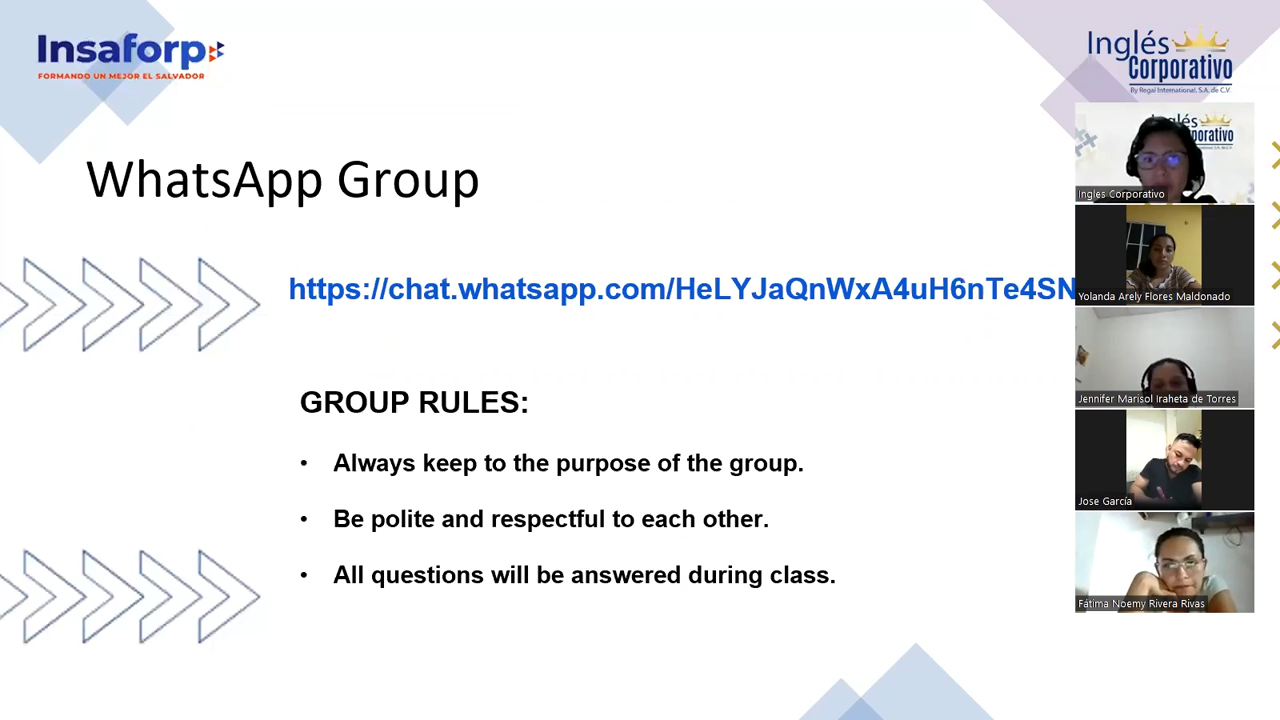 Insaforp
FORMANDO UN MEJOR EL SALVADOR
Inglés
Corporativo
By Regal International, S.A. de C.V.
WhatsApp Group
https://chat.whatsapp.com/HeLYJaQnWxA4uH6nTe4SN
GROUP RULES:
• Always keep to the purpose of the group.
• Be polite and respectful to each other.
• All questions will be answered during class.
Ingles Corporativo
Yolanda Arely Flores Maldonado
Jennifer Marisol Iraheta de Torres
Jose García
Fátima Noemy Rivera Rivas